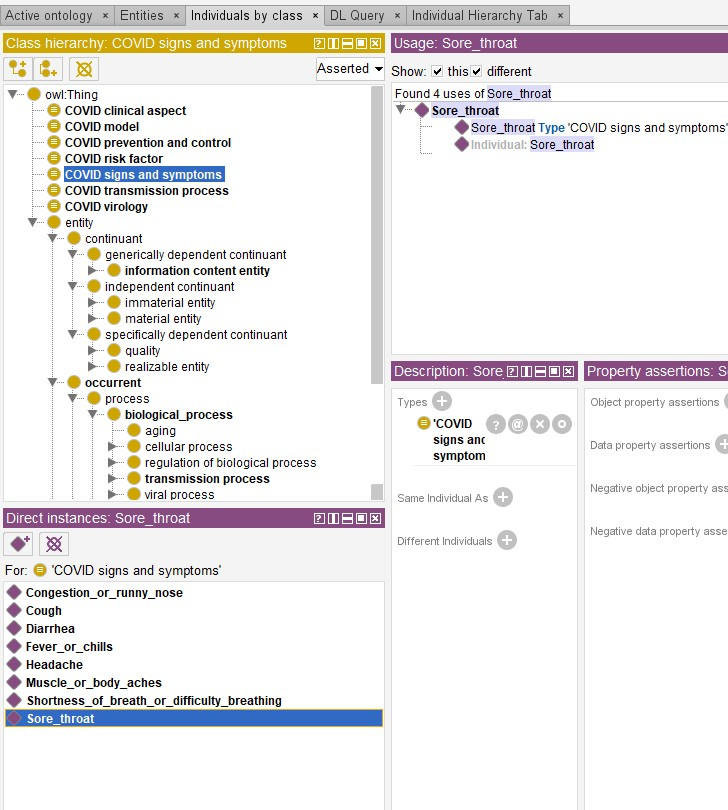 Active ontology × Entities × Individuals by class × DL Query × Individual Hierarchy Tab ×
Class hierarchy: COVID signs and symptoms
Asserted
owl:Thing
COVID clinical aspect
COVID model
COVID prevention and control
COVID risk factor
COVID signs and symptoms
COVID transmission process
COVID virology
entity
continuant
generically dependent continuant
information content entity
independent continuant
immaterial entity
material entity
specifically dependent continuant
quality
realizable entity
occurrent
process
biological_process
aging
cellular process
regulation of biological process
transmission process
viral process
Direct instances: Sore_throat
For: 'COVID signs and symptoms'
Congestion_or_runny_nose
Cough
Diarrhea
Fever_or_chills
Headache
Muscle_or_body_aches
Shortness_of_breath_or_difficulty_breathing
Sore_throat
Usage: Sore_throat
Show: this different
Found 4 uses of Sore_throat
Sore_throat
Sore_throat Type 'COVID signs and symptoms'
Individual: Sore_throat
Description: Sore_
Types
'COVID
signs and
symptom
? @
Same Individual As
Different Individuals
Property assertions: S
Object property assertions
Data property assertions
Negative object property ass
Negative data property asse